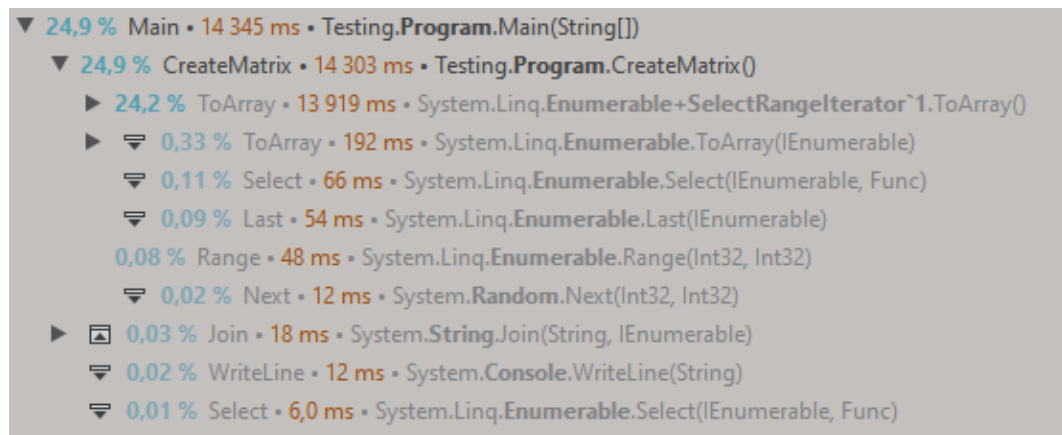 24,9 % Main • 14 345 ms • Testing.Program.Main(String[])
24,9 % CreateMatrix • 14 303 ms • Testing.Program.CreateMatrix()
24,2 % ToArray • 13 919 ms • System.Linq.Enumerable+SelectRangeIterator`1.ToArray()
0,33 % ToArray • 192 ms • System.Linq.Enumerable.ToArray(IEnumerable)
0,11 % Select • 66 ms • System.Linq.Enumerable.Select(IEnumerable, Func)
0,09 % Last • 54 ms • System.Linq.Enumerable.Last(IEnumerable)
0,08 % Range • 48 ms • System.Linq.Enumerable.Range(Int32, Int32)
0,02 % Next • 12 ms • System.Random.Next(Int32, Int32)
0,03 % Join • 18 ms • System.String.Join(String, IEnumerable)
0,02 % WriteLine • 12 ms • System.Console.WriteLine(String)
0,01 % Select • 6,0 ms • System.Linq.Enumerable.Select(IEnumerable, Func)